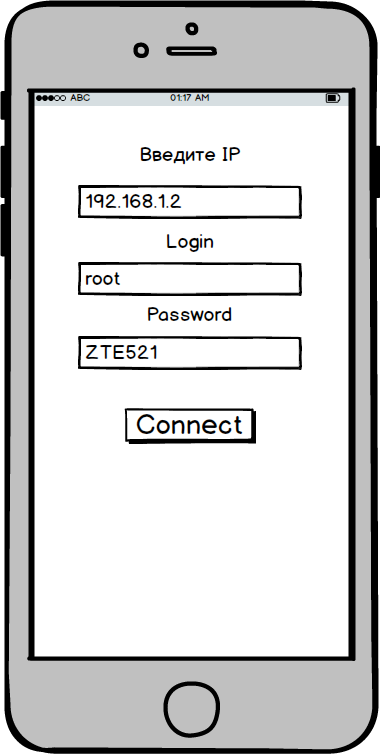 ABC 01:17 AM
Введите IP
192.168.1.2
Login
root
Password
ZTE521
Connect